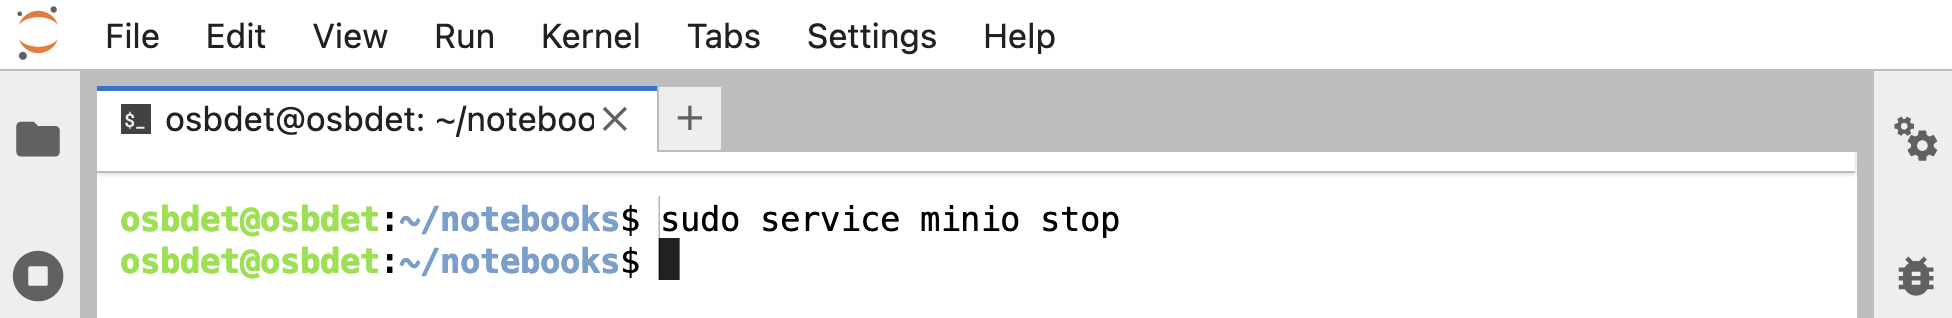 File Edit View Run Kernel Tabs Settings Help
$_ osbdet@osbdet: ~/noteboo
osbdet@osbdet:~/notebooks$ sudo service minio stop
osbdet@osbdet:~/notebooks$